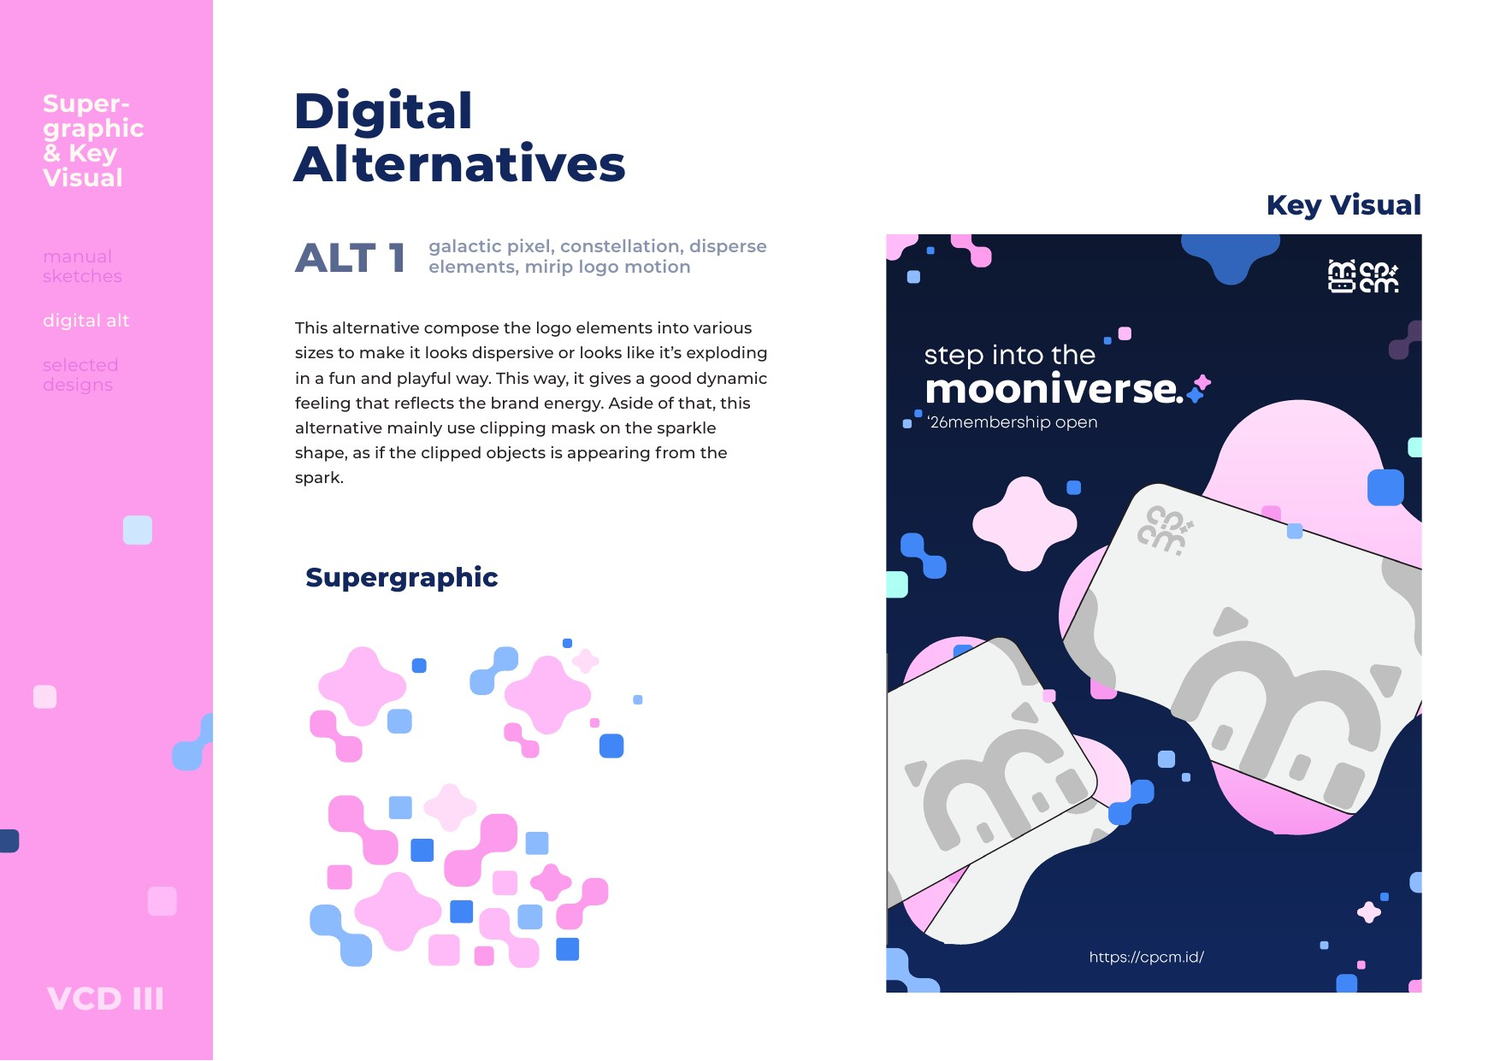 Super-
graphic
& Key
Visual
manual
sketches
digital alt
selected
designs
VCD III
Digital
Alternatives
ALT 1
galactic pixel, constellation, disperse
elements, mirip logo motion
This alternative compose the logo elements into various
sizes to make it looks dispersive or looks like it’s exploding
in a fun and playful way. This way, it gives a good dynamic
feeling that reflects the brand energy. Aside of that, this
alternative mainly use clipping mask on the sparkle
shape, as if the clipped objects is appearing from the
spark.
Supergraphic
Key Visual
cp
cm.
step into the
mooniverse.
‘26membership open
cp
cm.
https://cpcm.id/